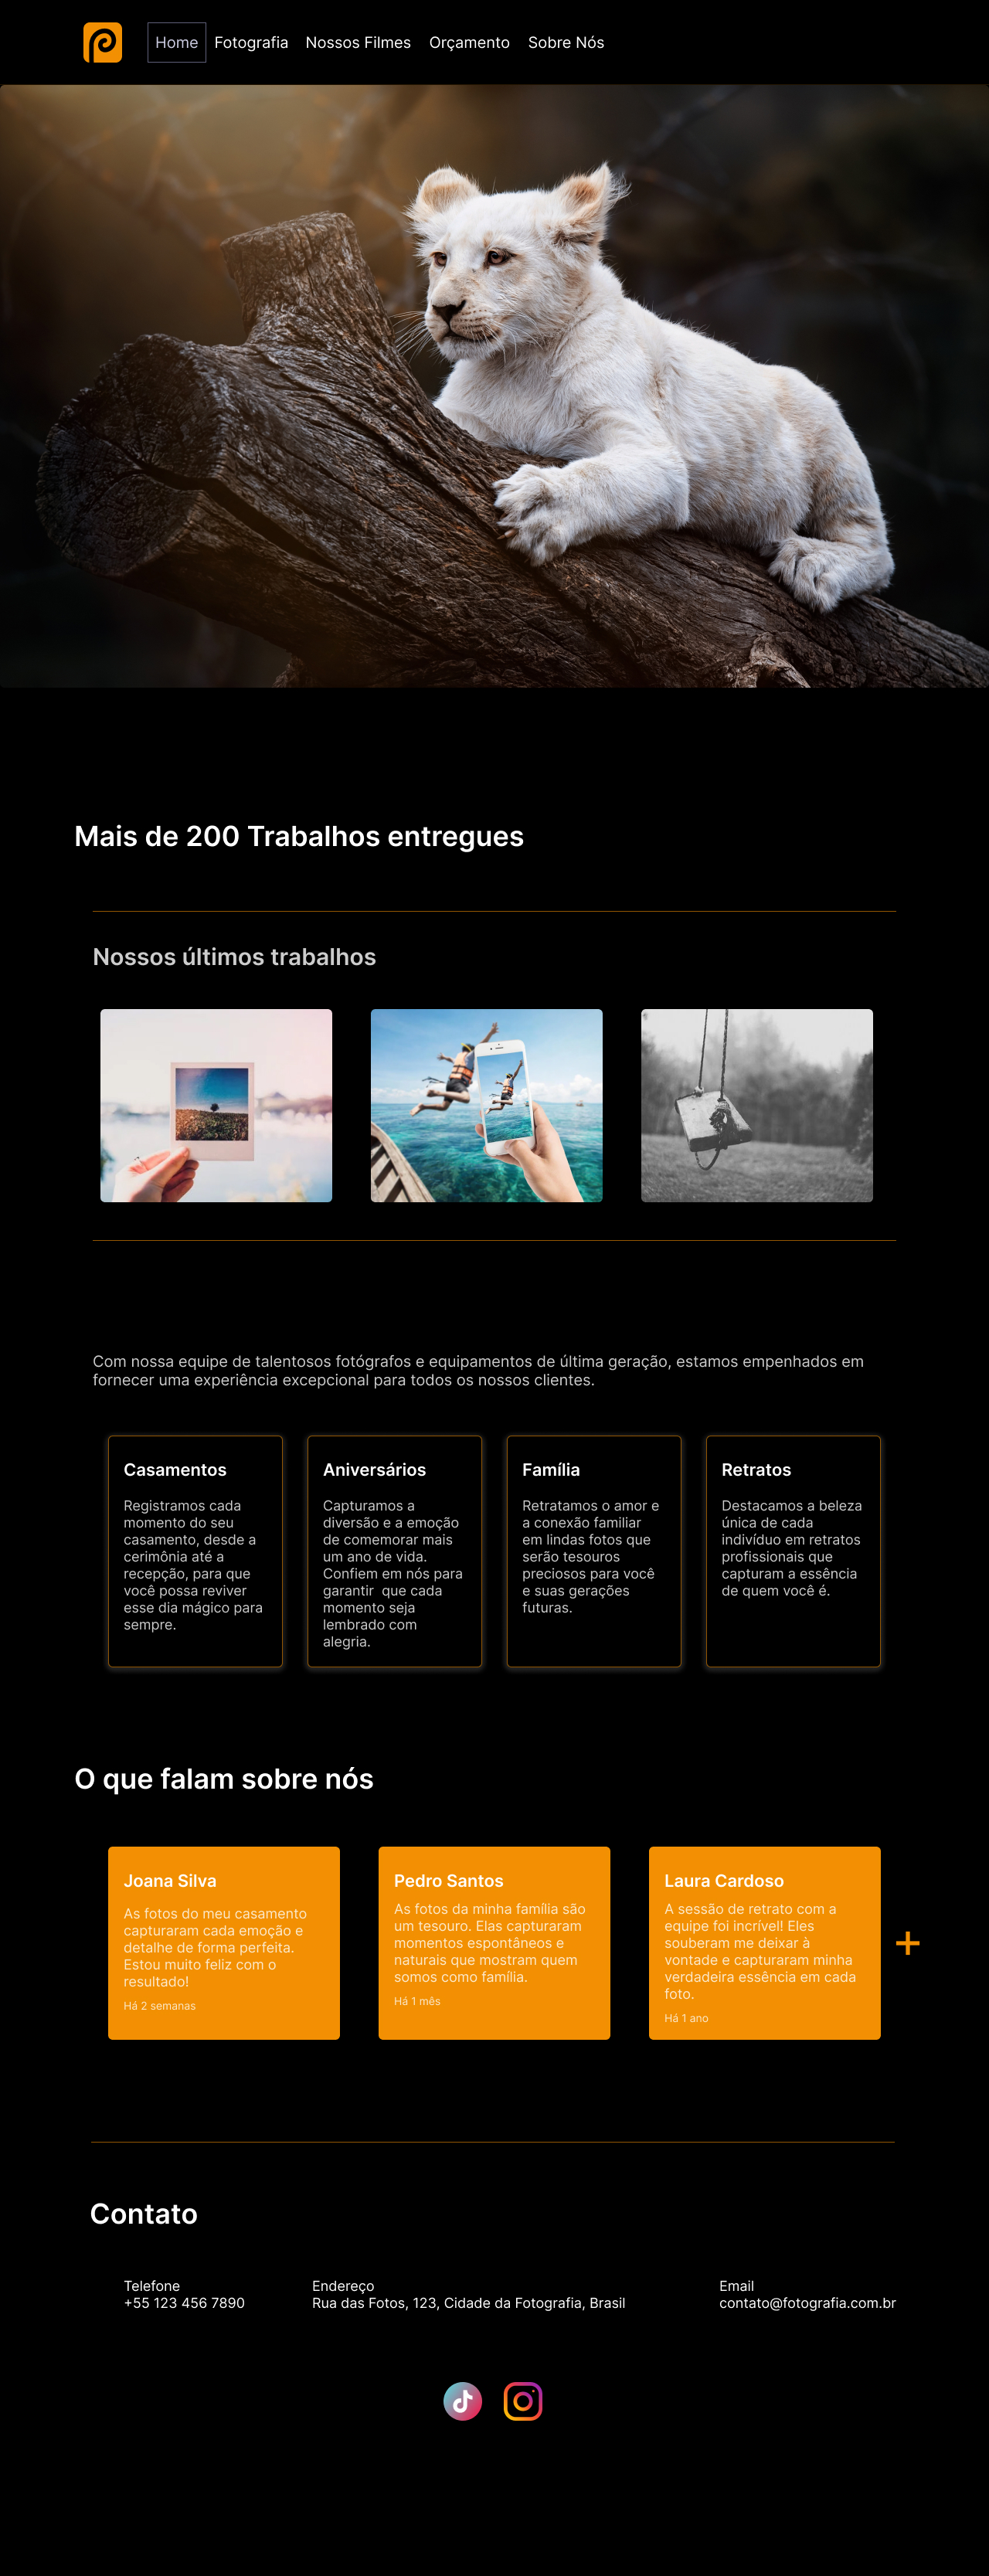 Home Fotografia Nossos Filmes Orçamento Sobre Nós
Mais de 200 Trabalhos entregues
Nossos últimos trabalhos
Com nossa equipe de talentosos fotógrafos e equipamentos de última geração, estamos empenhados em
fornecer uma experiência excepcional para todos os nossos clientes.
Casamentos
Registramos cada
momento do seu
casamento, desde a
cerimônia até a
recepção, para que
você possa reviver
esse dia mágico para
sempre.
Aniversários
Capturamos a
diversão e a emoção
de comemorar mais
um ano de vida.
Confiem em nós para
garantir  que cada
momento seja
lembrado com
alegria.
Família
Retratamos o amor e
a conexão familiar
em lindas fotos que
serão tesouros
preciosos para você
e suas gerações
futuras.
Retratos
Destacamos a beleza
única de cada
indivíduo em retratos
profissionais que
capturam a essência
de quem você é.
O que falam sobre nós
Joana Silva
As fotos do meu casamento
capturaram cada emoção e
detalhe de forma perfeita.
Estou muito feliz com o
resultado!
Há 2 semanas
Pedro Santos
As fotos da minha família são
um tesouro. Elas capturaram
momentos espontâneos e
naturais que mostram quem
somos como família.
Há 1 mês
Laura Cardoso
A sessão de retrato com a
equipe foi incrível! Eles
souberam me deixar à
vontade e capturaram minha
verdadeira essência em cada
foto.
Há 1 ano
+
Contato
Telefone
+55 123 456 7890
Endereço
Rua das Fotos, 123, Cidade da Fotografia, Brasil
Email
contato@fotografia.com.br